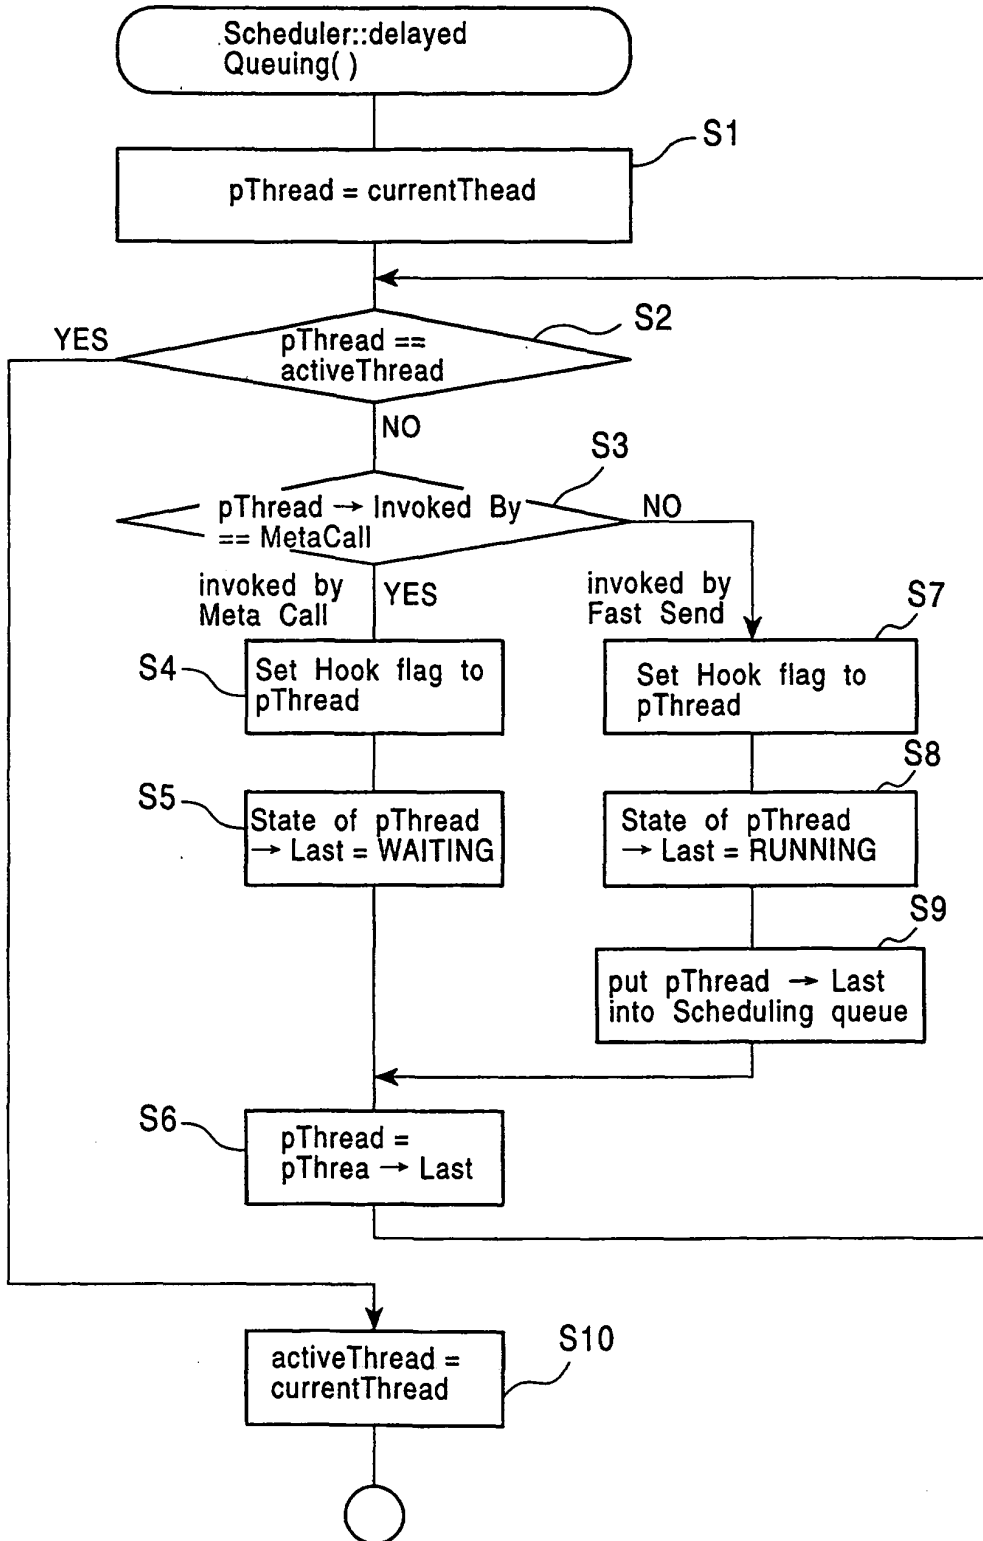 Scheduler::delayed
Queuing( )
S1
pThread = currentThead
S2
YES
pThread ==
activeThread
NO
S3
pThread → Invoked By
== MetaCall
NO
invoked by
Meta Call
YES
invoked by
Fast Send
S7
S4
Set Hook flag to
pThread
Set Hook flag to
pThread
S8
S5
State of pThread
→ Last = WAITING
State of pThread
→ Last = RUNNING
S9
put pThread → Last
into Scheduling queue
S6
pThread =
pThrea → Last
S10
activeThread =
currentThread